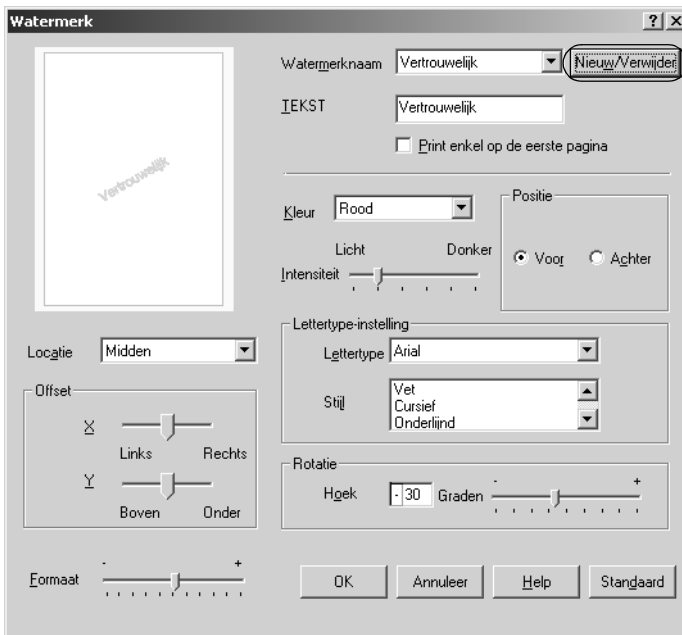 Watermerk
Watermerknaam Vertrouwelijk Nieuw/Verwijder
TEKST Vertrouwelijk
Print enkel op de eerste pagina
Vertrouwelijk
Kleur Rood
Licht Donker
Intensiteit
Positie
Voor Achter
Locatie Midden
Offset
X
Links Rechts
Y
Boven Onder
Lettertype-instelling
Lettertype Arial
Stijl
Vet
Cursief
Onderlijnd
Rotatie
Hoek -30 Graden - +
Formaat - +
OK Annuleer Help Standaard